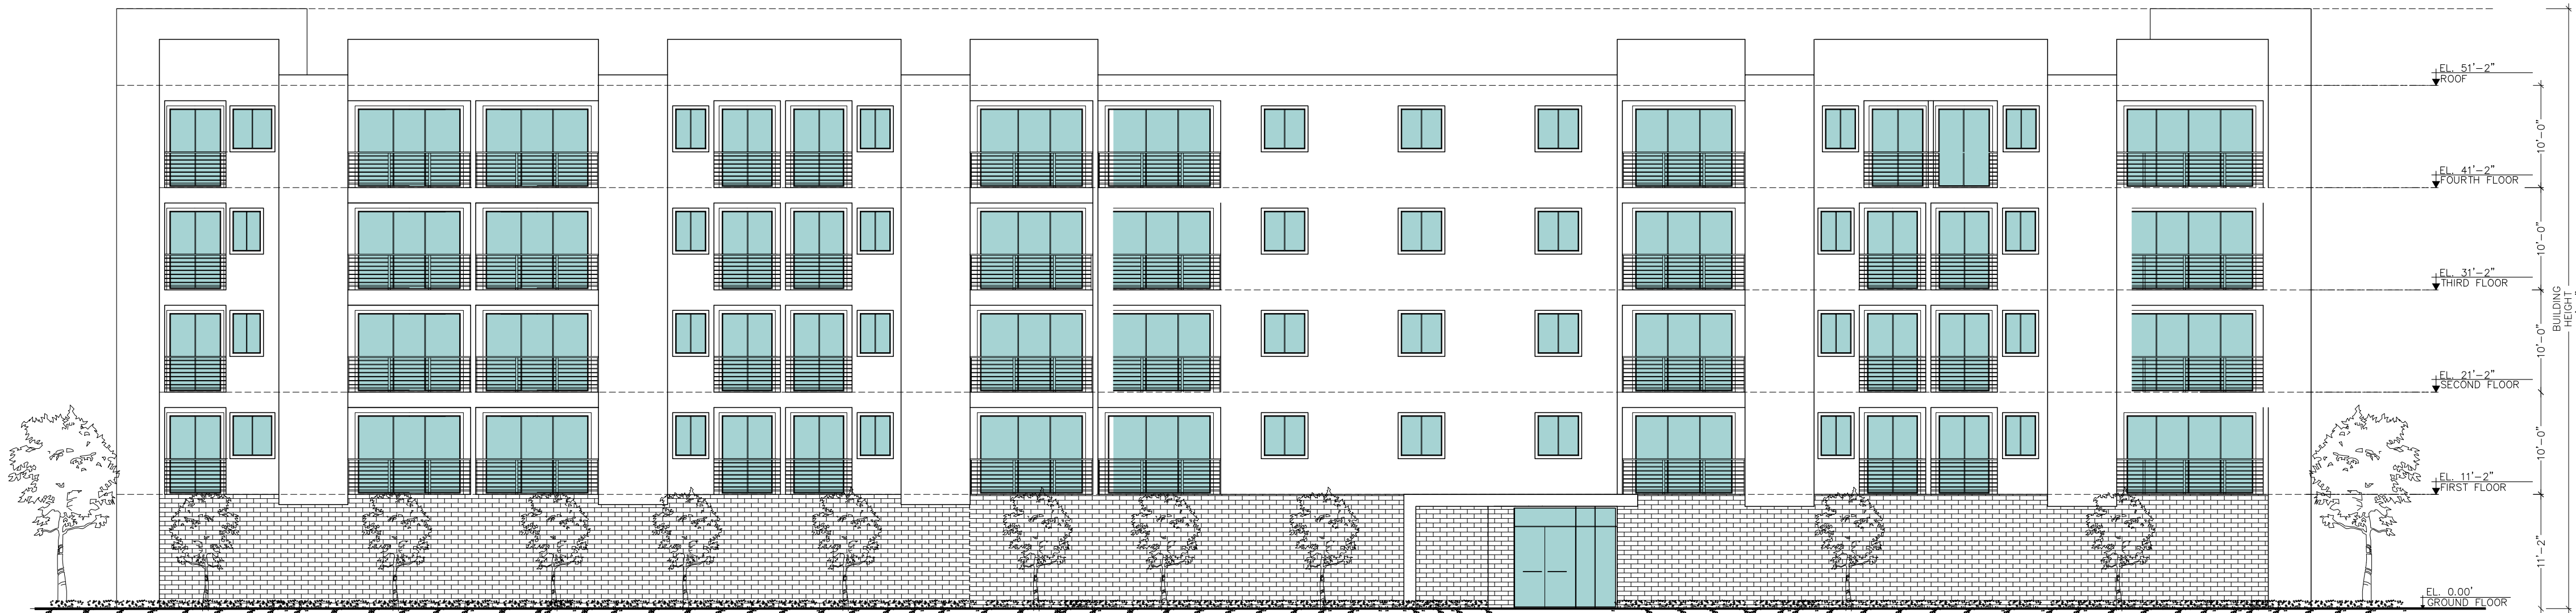 EL. 51'-2"
ROOF
10'-0"
EL. 41'-2"
FOURTH FLOOR
10'-0"
EL. 31'-2"
THIRD FLOOR
BUILDING
HEIGHT
10'-0"
EL. 21'-2"
SECOND FLOOR
10'-0"
EL. 11'-2"
FIRST FLOOR
11'-2"
EL. 0.00'
GROUND FLOOR